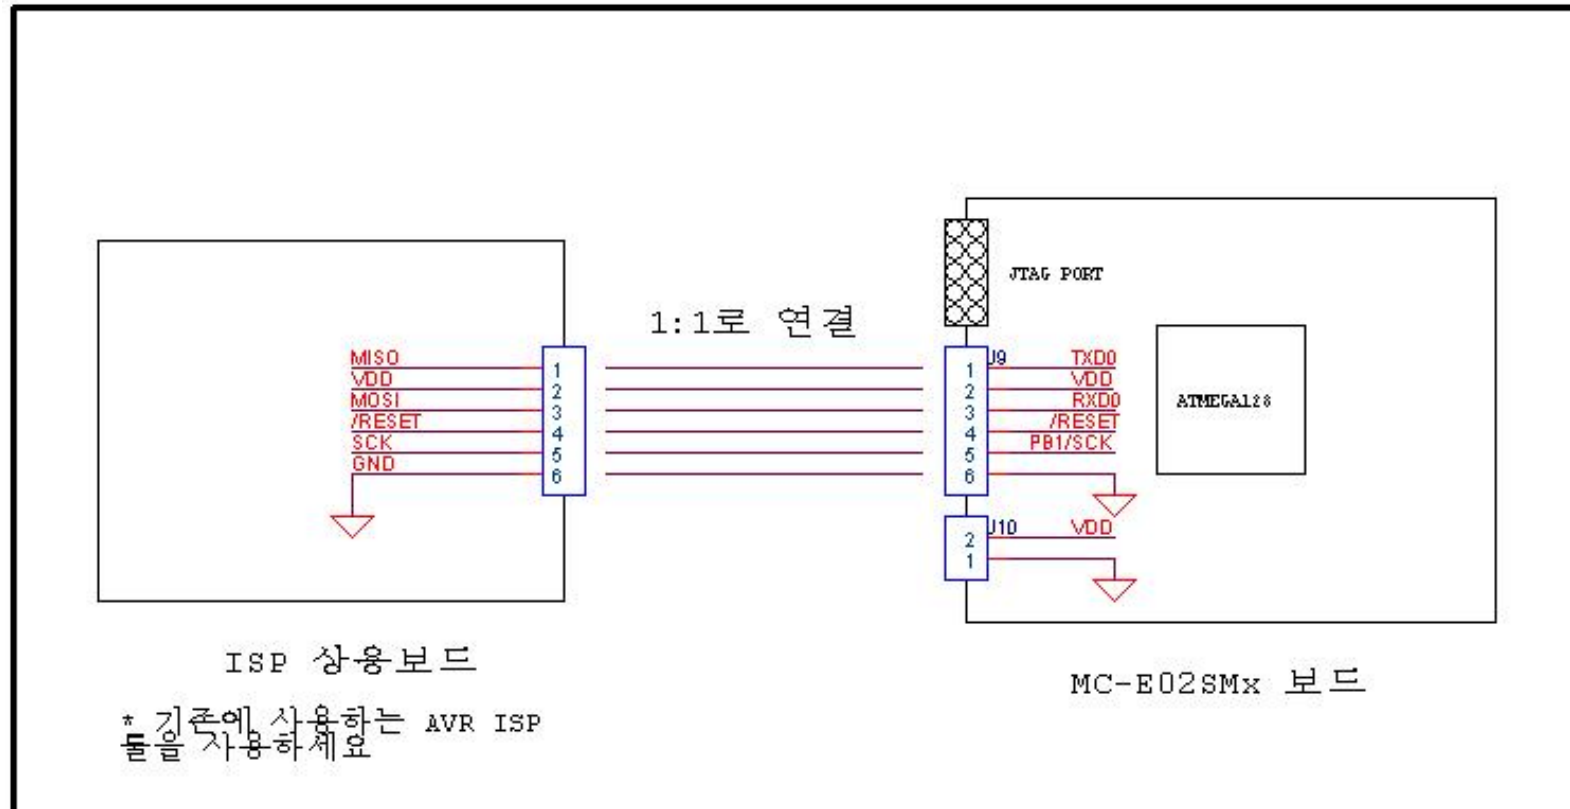 JTAG PORT
1:1로 연결
MISO
VDD
MOSI
/RESET
SCK
GND
1
2
3
4
5
6
1
2
3
4
5
6
J9
TXD0
VDD
RXD0
/RESET
PB1/SCK
ATMEGA128
J10
2
1
VDD
ISP 상용보드
MC-E02SMx 보드
* 기존에 사용하는 AVR ISP
툴을 사용하세요